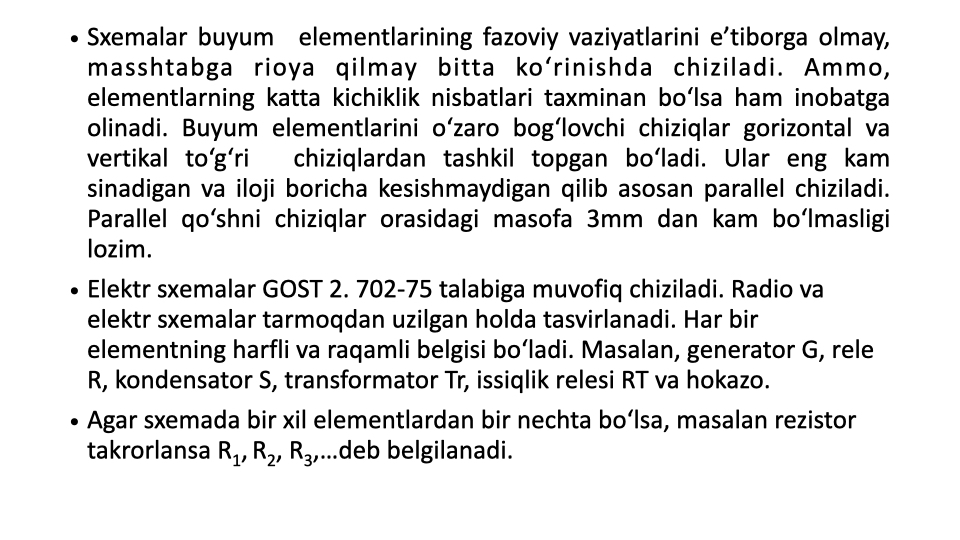 • Sxemalar buyum elementlarining fazoviy vaziyatlarini e’tiborga olmay,
masshtabga rioya qilmay bitta ko‘rinishda chiziladi. Ammo,
elementlarning katta kichiklik nisbatlari taxminan bo‘lsa ham inobatga
olinadi. Buyum elementlarini o‘zaro bog‘lovchi chiziqlar gorizontal va
vertikal to‘g‘ri chiziqlardan tashkil topgan bo‘ladi. Ular eng kam
sinadigan va iloji boricha kesishmaydigan qilib asosan parallel chiziladi.
Parallel qo‘shni chiziqlar orasidagi masofa 3mm dan kam bo‘lmasligi
lozim.
• Elektr sxemalar GOST 2. 702-75 talabiga muvofiq chiziladi. Radio va
elektr sxemalar tarmoqdan uzilgan holda tasvirlanadi. Har bir
elementning harfli va raqamli belgisi bo‘ladi. Masalan, generator G, rele
R, kondensator S, transformator Tr, issiqlik relesi RT va hokazo.
• Agar sxemada bir xil elementlardan bir nechta bo‘lsa, masalan rezistor
takrorlansa R₁, R₂, R₃,…deb belgilanadi.